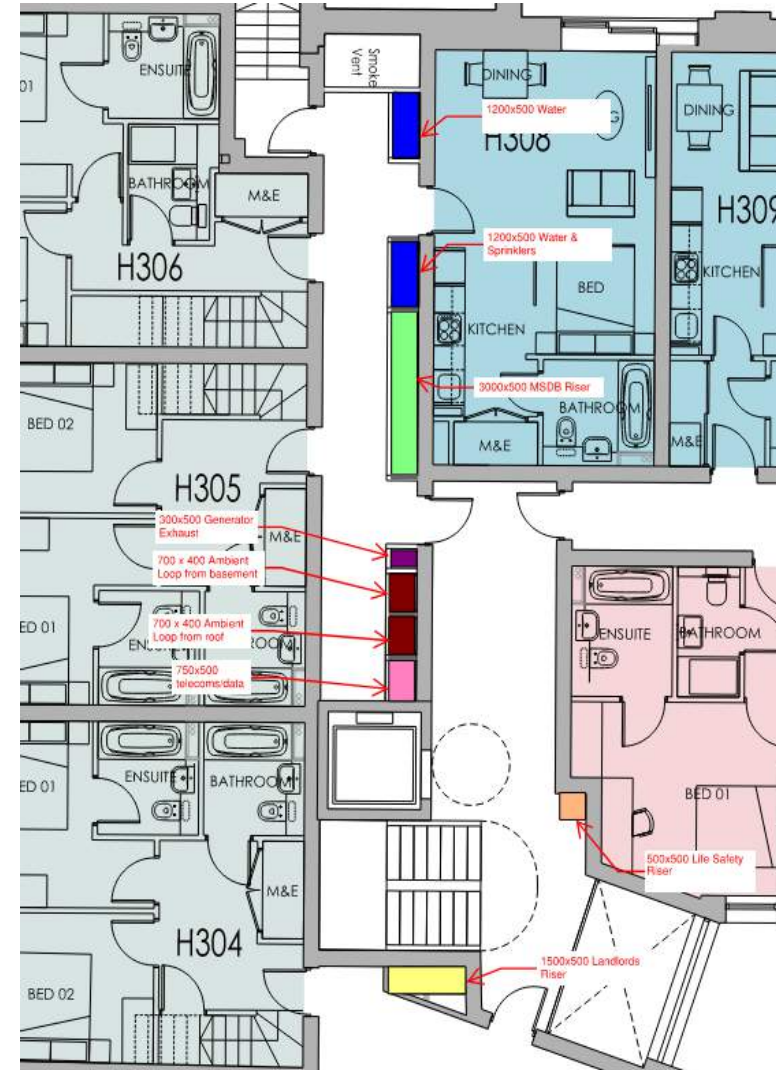 01
ENSUITE
BATHROOM
M&E
H306
Smoke
Vent
DINING
1200x500 Water
H308
1200x500 Water &
Sprinklers
BED
KITCHEN
3000x500 MSDB Riser
BATHROOM
M&E
DINING
H309
KITCHEN
M&E
BED 02
H305
300x500 Generator
Exhaust
M&E
700 x 400 Ambient
Loop from basement
ED 01
700 x 400 Ambient
Loop from roof
750x500
telecoms/data
ENSUITE
BATHROOM
BED 01
ED 01
ENSUITE
BATHROOM
M&E
H304
BED 02
500x500 Life Safety
Riser
1500x500 Landlords
Riser